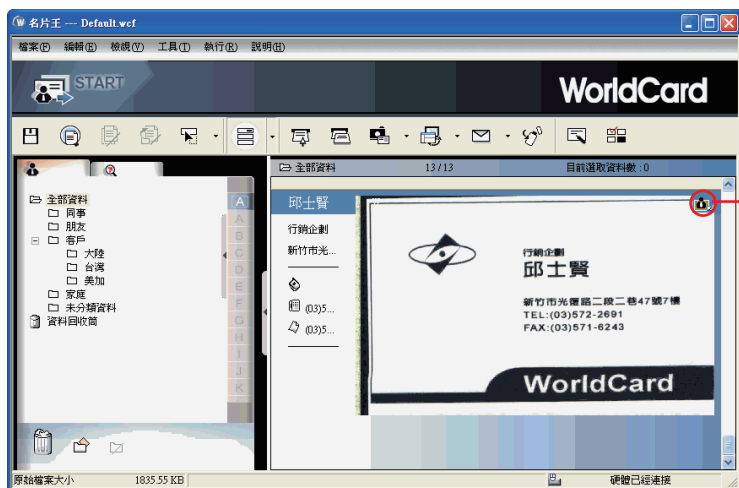 名片王 --- Default.wcf
檔案(F) 編輯(E) 檢視(V) 工具(T) 執行(R) 說明(H)
START
WorldCard
全部資料 13/13 目前選取資料數 : 0
全部資料
同事
朋友
客戶
大陸
台灣
美加
家庭
未分類資料
資料回收筒
A
A
B
C
D
E
F
G
H
I
J
K
邱士賢
行銷企劃
新竹市光...
(03)5...
(03)5...
行銷企劃
邱士賢
新竹市光復路二段二巷47號7樓
TEL:(03)572-2691
FAX:(03)571-6243
WorldCard
原始檔案大小 1835.55 KB 硬體已經連接